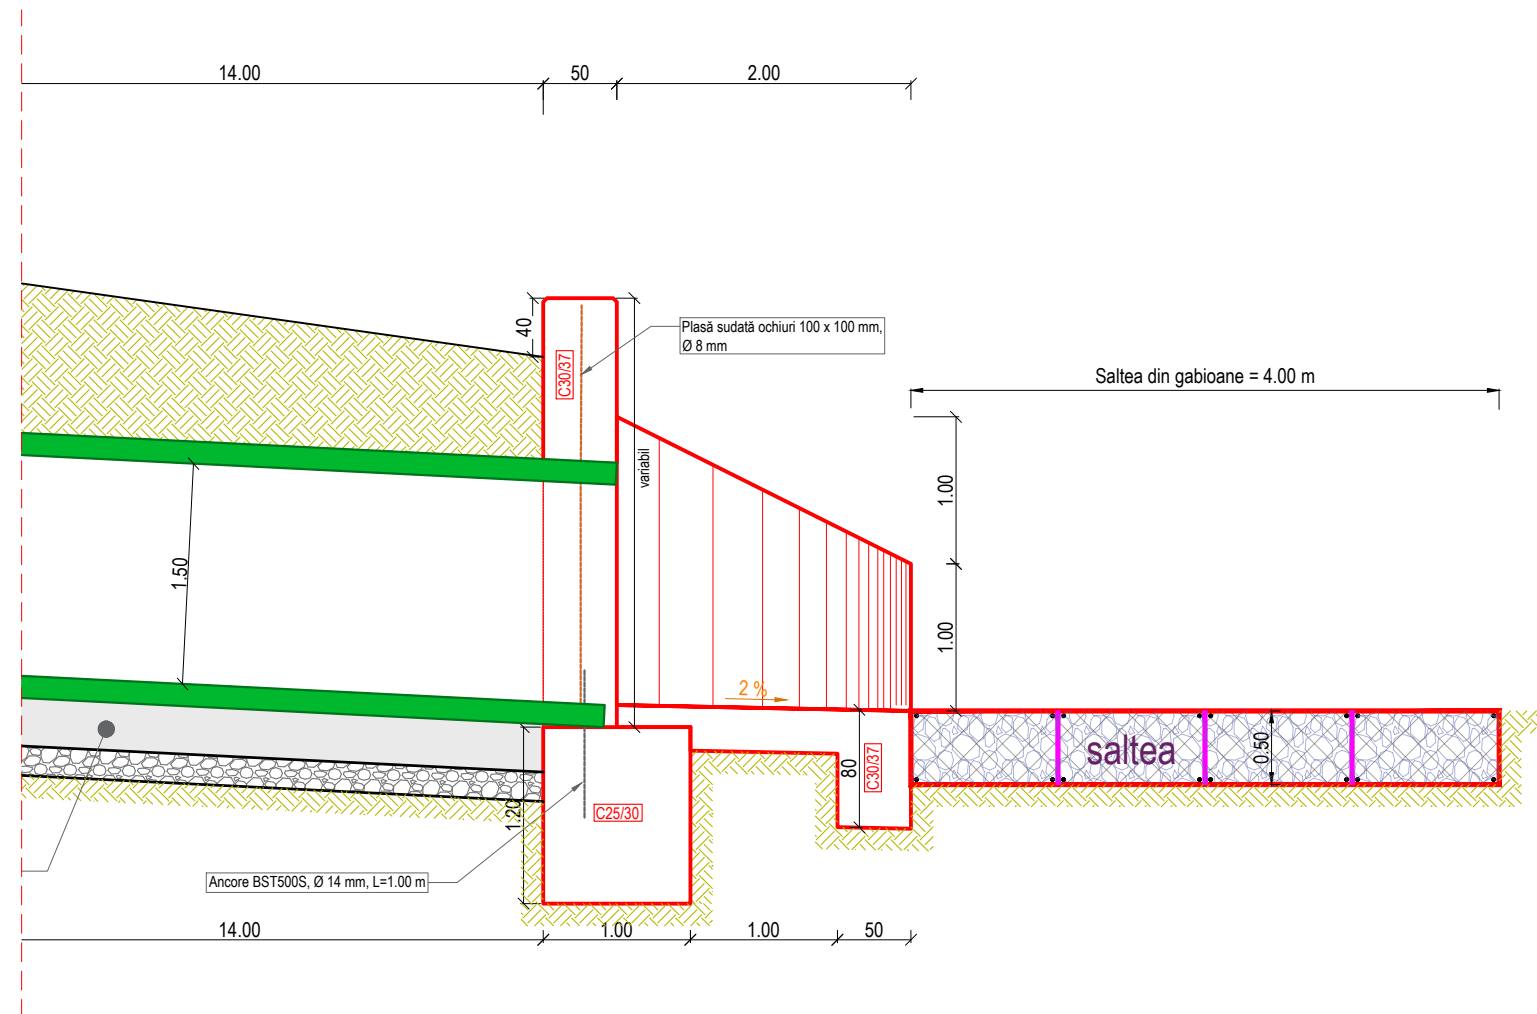 14.00
50
2.00
40
Plasă sudată ochiuri 100 x 100 mm,
Ø 8 mm
C30/37
Saltea din gabioane = 4.00 m
variabil
1.00
1.50
1.00
2 %
saltea
0.50
80
C30/37
1.20
C25/30
Ancore BST500S, Ø 14 mm, L=1.00 m
14.00
1.00
1.00
50